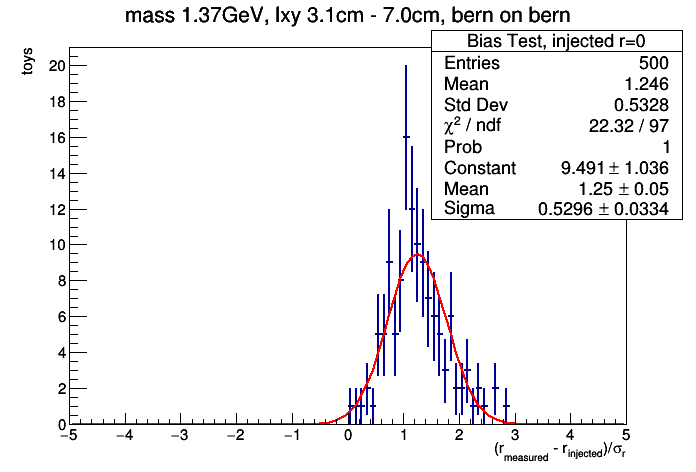 mass 1.37GeV, lxy 3.1cm - 7.0cm, bern on bern
toys
Bias Test, injected r=0
Entries 500
Mean 1.246
Std Dev 0.5328
χ² / ndf 22.32 / 97
Prob 1
Constant 9.491 ± 1.036
Mean 1.25 ± 0.05
Sigma 0.5296 ± 0.0334
20
18
16
14
12
10
8
6
4
2
0
−5 −4 −3 −2 −1 0 1 2 3 4 5
(r_measured - r_injected)/σ_r